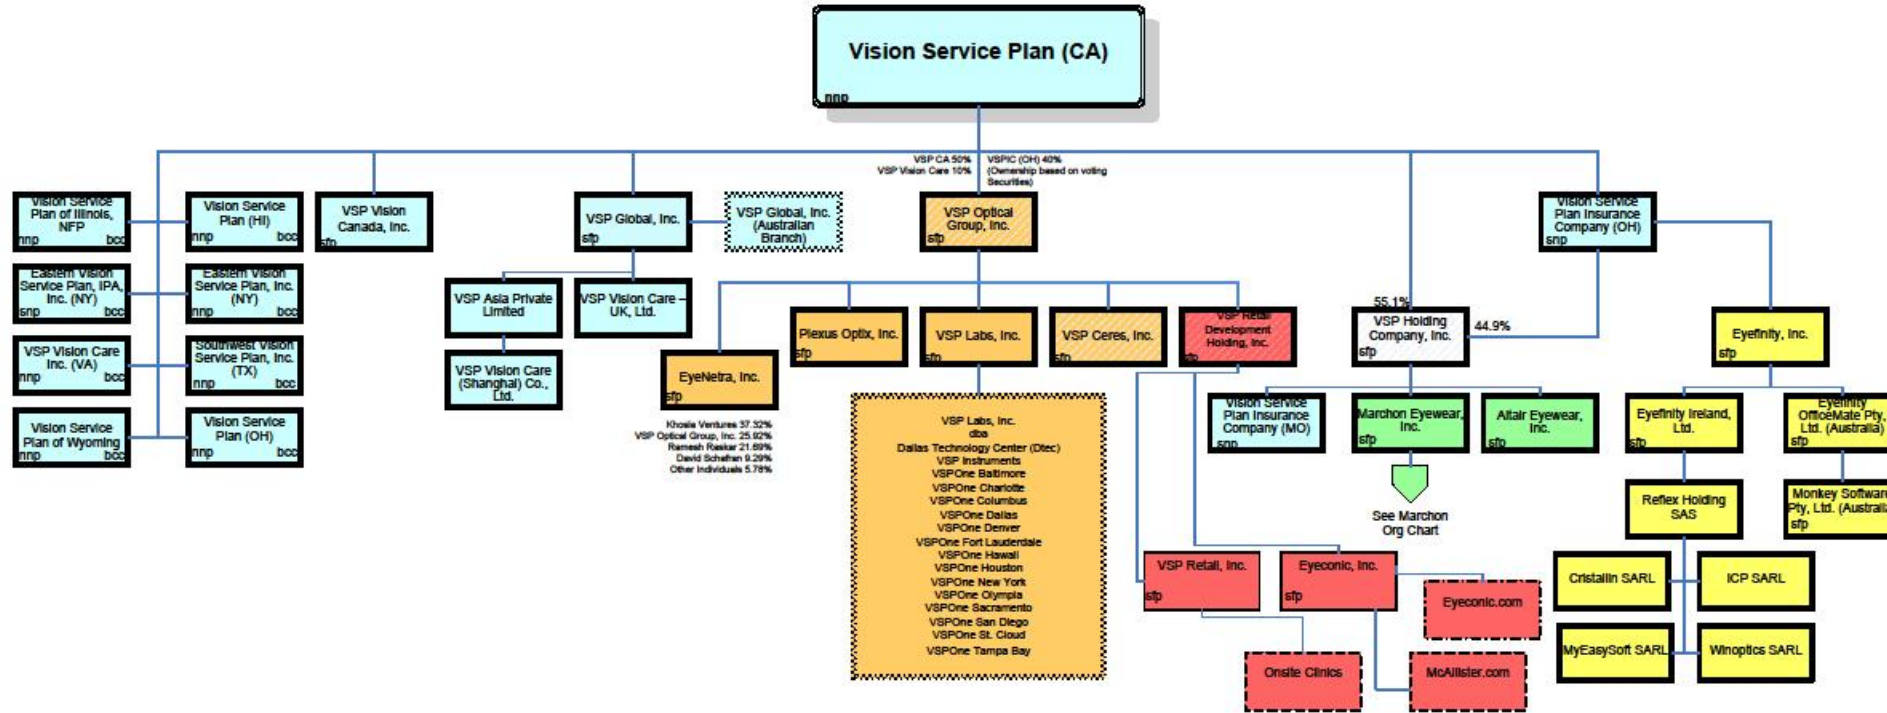 Vision Service Plan (CA)
nnp
VSP CA 50%
VSP Vision Care 10%
VSPIC (OH) 40%
(Ownership based on voting
Securities)
Vision Service
Plan of Illinois,
NFP
nnp bcc
Vision Service
Plan (HI)
nnp bcc
VSP Vision
Canada, Inc.
sfp
VSP Global, Inc.
sfp
VSP Global, Inc.
(Australian
Branch)
VSP Optical
Group, Inc.
sfp
Vision Service
Plan Insurance
Company (OH)
snp
Eastern Vision
Service Plan, IPA,
Inc. (NY)
snp bcc
Eastern Vision
Service Plan, Inc.
(NY)
nnp bcc
VSP Asia Private
Limited
VSP Vision Care –
UK, Ltd.
Plexus Optix, Inc.
sfp
VSP Labs, Inc.
sfp
VSP Ceres, Inc.
sfp
VSP Retail
Development
Holding, Inc.
sfp
55.1%
VSP Holding
Company, Inc.
sfp
44.9%
Eyefinity, Inc.
sfp
VSP Vision Care
Inc. (VA)
nnp bcc
Southwest Vision
Service Plan, Inc.
(TX)
nnp bcc
VSP Vision Care
(Shanghai) Co.,
Ltd.
EyeNetra, Inc.
sfp
Khosla Ventures 37.32%
VSP Optical Group, Inc. 25.92%
Ramesh Raskar 21.69%
David Schafran 9.29%
Other Individuals 5.78%
Vision Service
Plan of Wyoming
nnp bcc
Vision Service
Plan (OH)
nnp bcc
VSP Labs, Inc.
dba
Dallas Technology Center (Dtec)
VSP Instruments
VSPOne Baltimore
VSPOne Charlotte
VSPOne Columbus
VSPOne Dallas
VSPOne Denver
VSPOne Fort Lauderdale
VSPOne Hawaii
VSPOne Houston
VSPOne New York
VSPOne Olympia
VSPOne Sacramento
VSPOne San Diego
VSPOne St. Cloud
VSPOne Tampa Bay
Vision Service
Plan Insurance
Company (MO)
snp
Marchon Eyewear,
Inc.
sfp
Altair Eyewear,
Inc.
sfp
Eyefinity Ireland,
Ltd.
sfp
Eyefinity
OfficeMate Pty,
Ltd. (Australia)
sfp
See Marchon
Org Chart
Reflex Holding
SAS
Monkey Software
Pty, Ltd. (Australia
sfp
VSP Retail, Inc.
sfp
Eyeconic, Inc.
sfp
Eyeconic.com
Cristallin SARL
ICP SARL
Onsite Clinics
McAllister.com
MyEasySoft SARL
Winoptics SARL